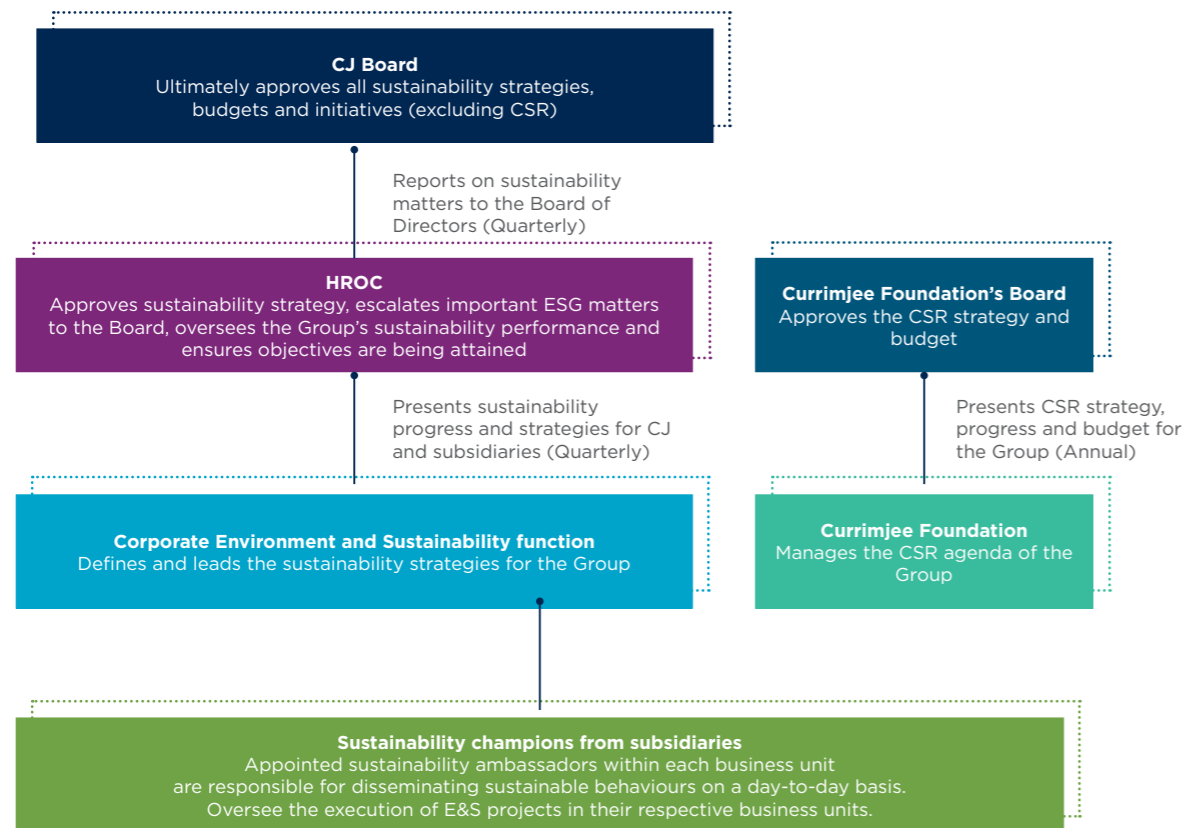 CJ Board
Ultimately approves all sustainability strategies,
budgets and initiatives (excluding CSR)
Reports on sustainability
matters to the Board of
Directors (Quarterly)
HROC
Approves sustainability strategy, escalates important ESG matters
to the Board, oversees the Group’s sustainability performance and
ensures objectives are being attained
Currimjee Foundation’s Board
Approves the CSR strategy and
budget
Presents sustainability
progress and strategies for CJ
and subsidiaries (Quarterly)
Presents CSR strategy,
progress and budget for
the Group (Annual)
Corporate Environment and Sustainability function
Defines and leads the sustainability strategies for the Group
Currimjee Foundation
Manages the CSR agenda of the
Group
Sustainability champions from subsidiaries
Appointed sustainability ambassadors within each business unit
are responsible for disseminating sustainable behaviours on a day-to-day basis.
Oversee the execution of E&S projects in their respective business units.